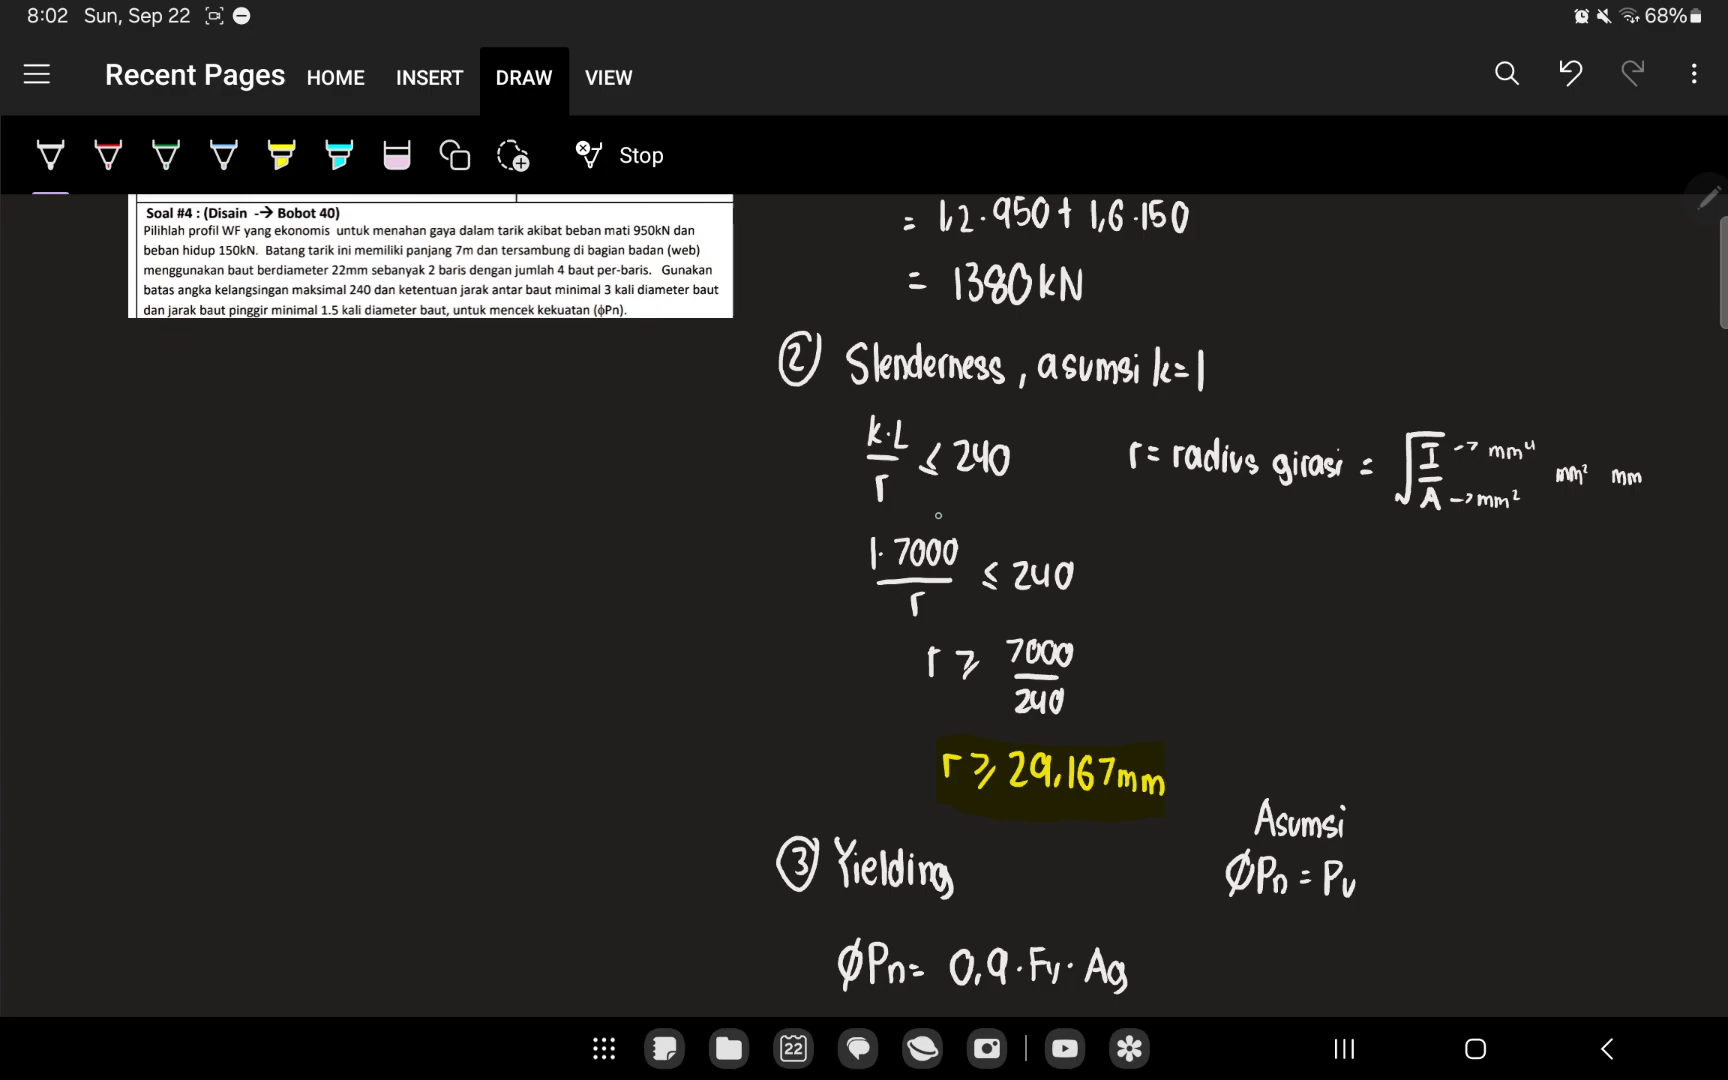 8:02 Sun, Sep 22
68%
Recent Pages HOME INSERT DRAW VIEW
Stop
Soal #4 : (Disain -→ Bobot 40)
Pilihlah profil WF yang ekonomis untuk menahan gaya dalam tarik akibat beban mati 950kN dan
beban hidup 150kN. Batang tarik ini memiliki panjang 7m dan tersambung di bagian badan (web)
menggunakan baut berdiameter 22mm sebanyak 2 baris dengan jumlah 4 baut per-baris. Gunakan
batas angka kelangsingan maksimal 240 dan ketentuan jarak antar baut minimal 3 kali diameter baut
dan jarak baut pinggir minimal 1.5 kali diameter baut, untuk mencek kekuatan (ϕPn).
= 1,2 . 950 + 1,6 . 150
= 1380 kN
② Slenderness, asumsi k=1
k.L/r ≤ 240
r = radius girasi = √(I/A) -> mm⁴ -> mm² mm² mm
1. 7000/r ≤ 240
r ≥ 7000/240
r ≥ 29,167mm
Asumsi
③ Yielding
ØPn = Pu
ØPn = 0,9 . Fy . Ag
22